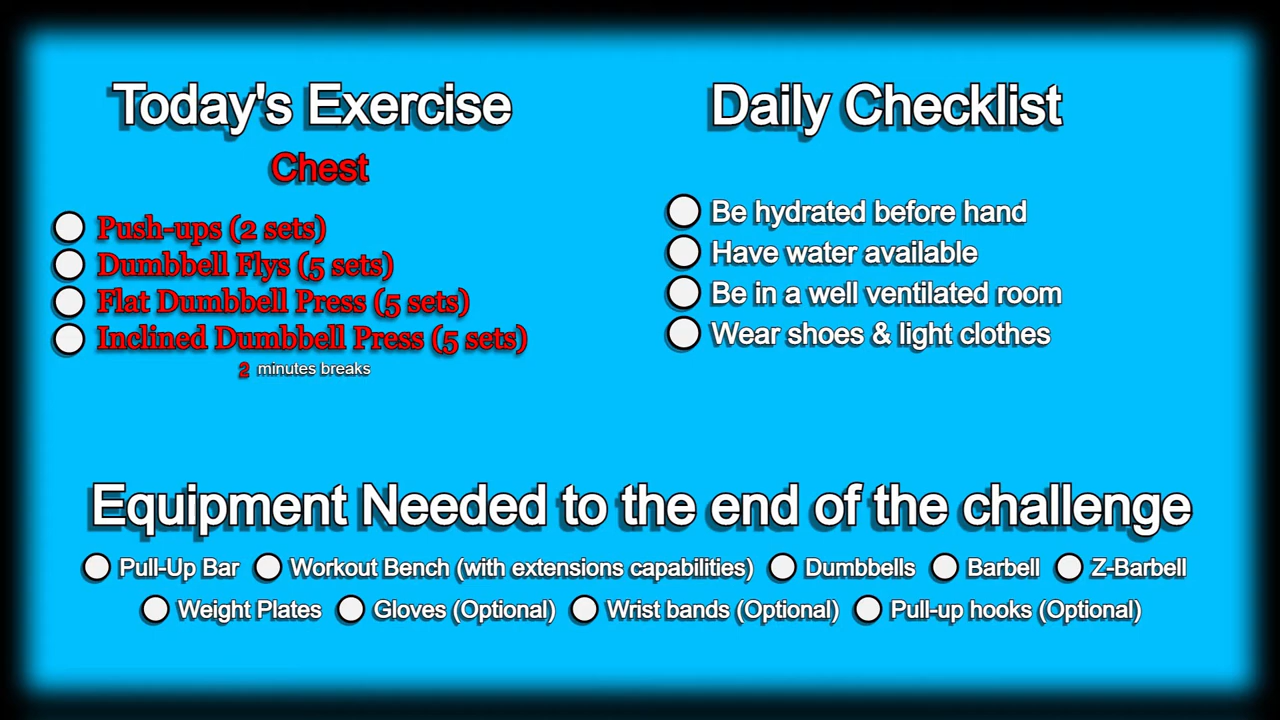 Today's Exercise
Chest
Push-ups (2 sets)
Dumbbell Flys (5 sets)
Flat Dumbbell Press (5 sets)
Inclined Dumbbell Press (5 sets)
2 minutes breaks
Daily Checklist
Be hydrated before hand
Have water available
Be in a well ventilated room
Wear shoes & light clothes
Equipment Needed to the end of the challenge
Pull-Up Bar Workout Bench (with extensions capabilities) Dumbbells Barbell Z-Barbell
Weight Plates Gloves (Optional) Wrist bands (Optional) Pull-up hooks (Optional)